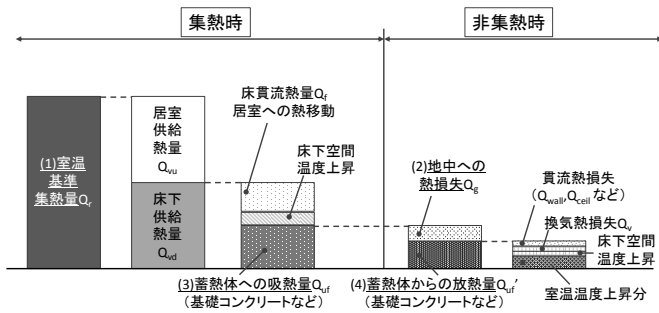 集熱時
非集熱時
(1)室温
基準
集熱量Qr
居室
供給
熱量
Qvu
床下
供給
熱量
Qvd
床貫流熱量Qf
居室への熱移動
床下空間
温度上昇
(3)蓄熱体への吸熱量Quf
(基礎コンクリートなど)
(2)地中への
熱損失Qg
(4)蓄熱体からの放熱量Quf’
(基礎コンクリートなど)
貫流熱損失
(Qwall,Qceil など)
換気熱損失Qv
床下空間
温度上昇
室温温度上昇分